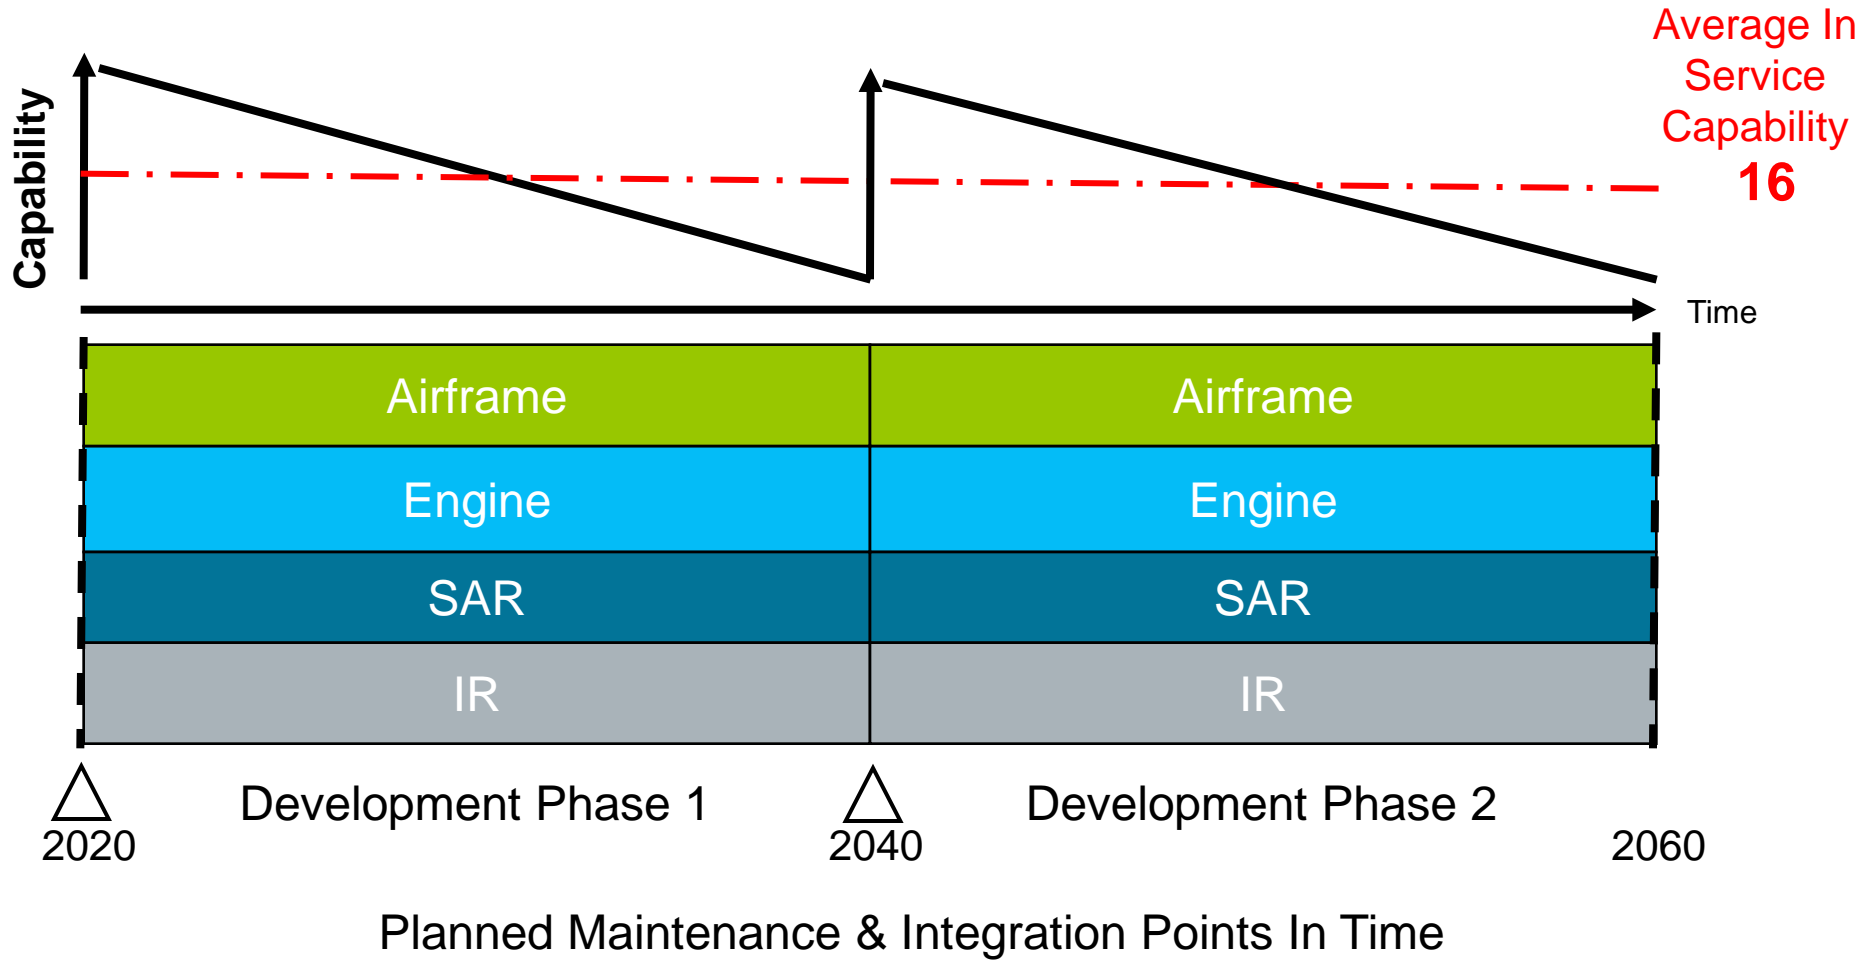 Average In
Service
Capability
16
Capability
Time
Airframe Airframe
Engine Engine
SAR SAR
IR IR
Development Phase 1 Development Phase 2
2020 2040 2060
Planned Maintenance & Integration Points In Time